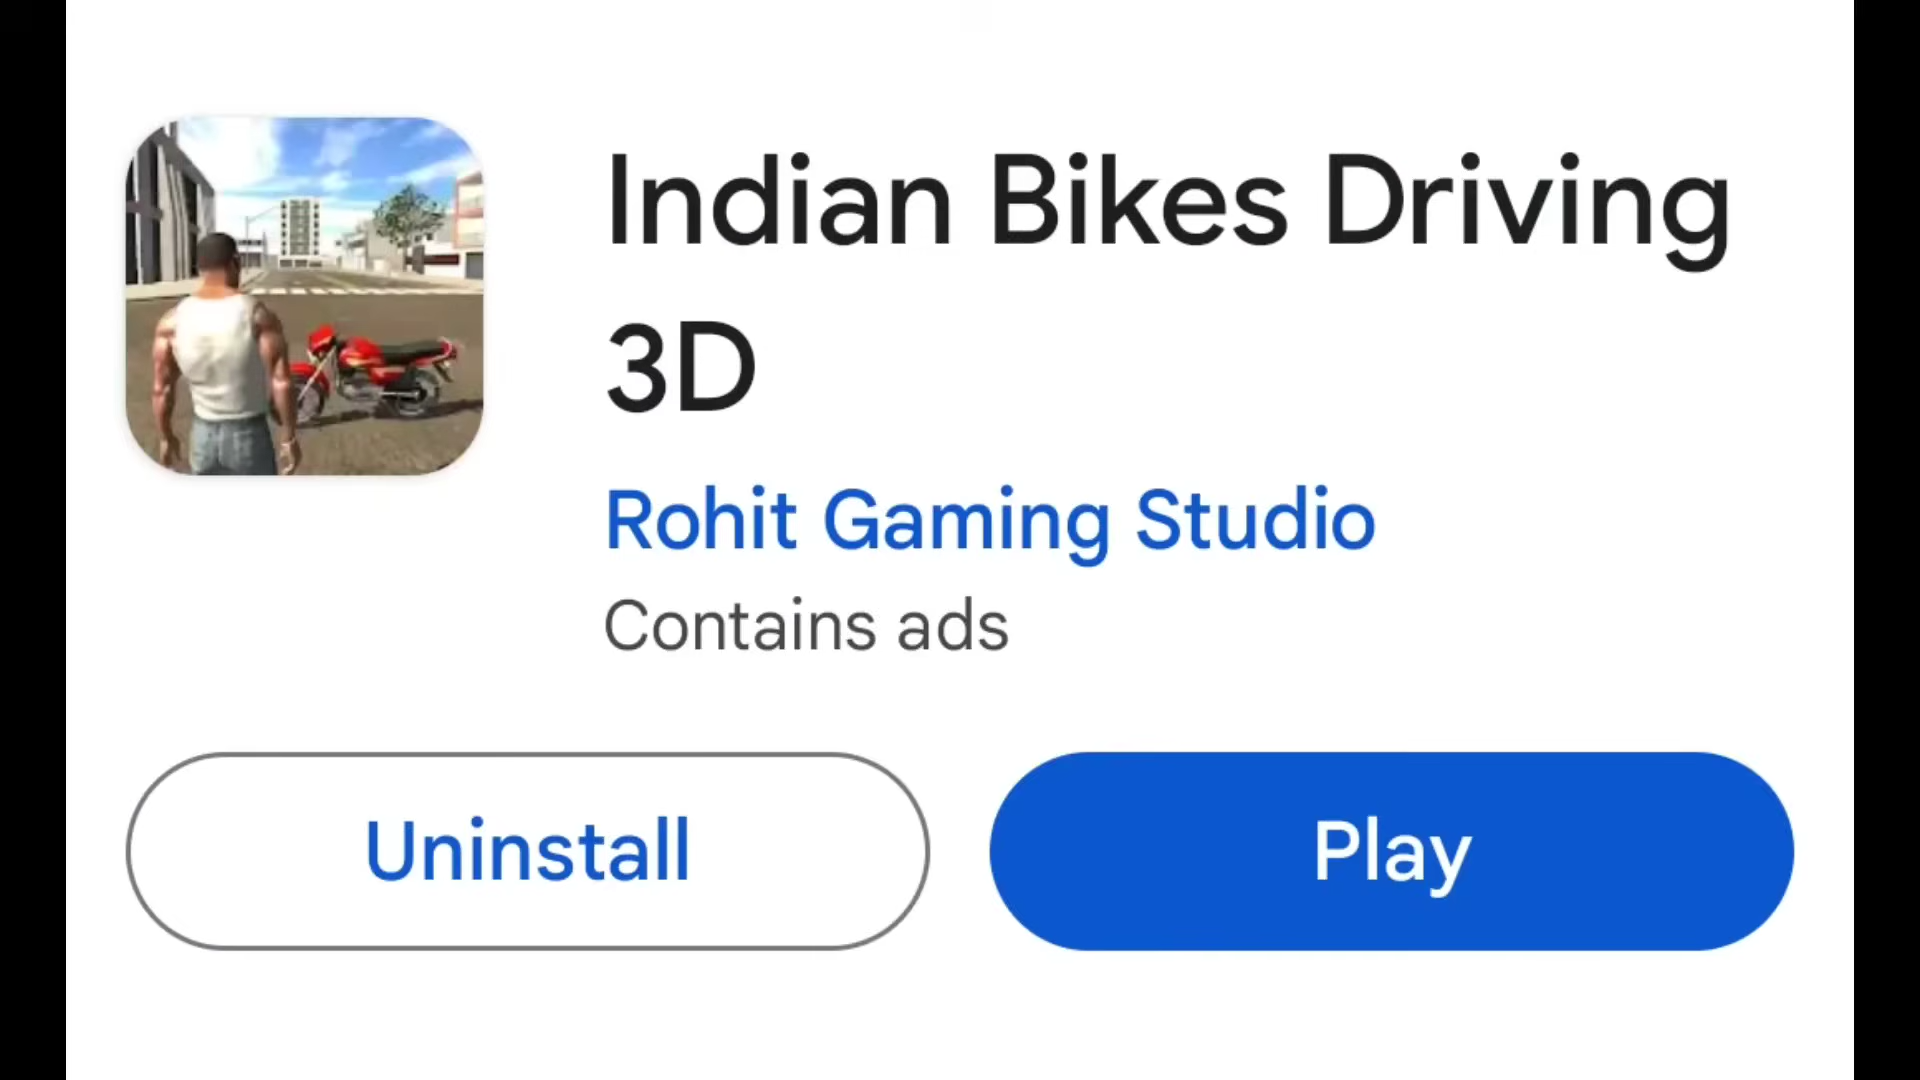 Indian Bikes Driving
3D
Rohit Gaming Studio
Contains ads
Uninstall
Play